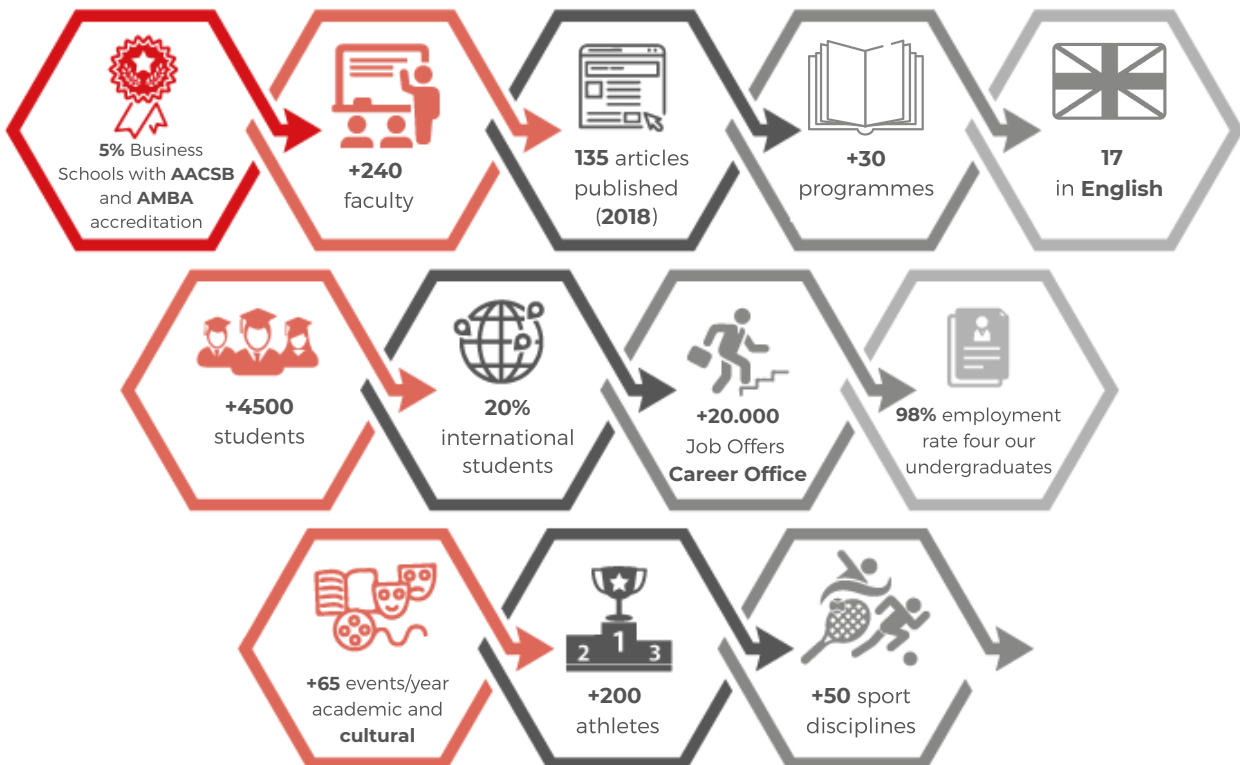 5% Business
Schools with AACSB
and AMBA
accreditation
+240
faculty
135 articles
published
(2018)
+30
programmes
17
in English
+4500
students
20%
international
students
+20.000
Job Offers
Career Office
98% employment
rate four our
undergraduates
+65 events/year
academic and
cultural
2 1 3
+200
athletes
+50 sport
disciplines